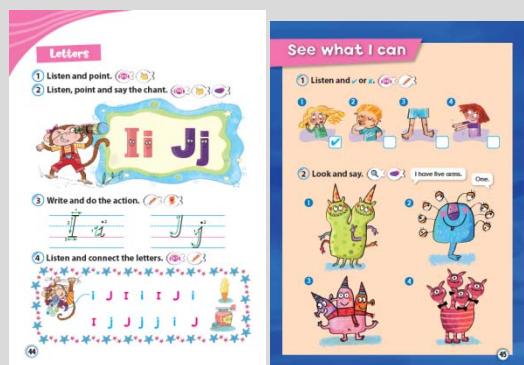 Letters
1 Listen and point.
2 Listen, point and say the chant.
Ii Jj
3 Write and do the action.
I i J j
4 Listen and connect the letters.
i J I i I J i
I j J j j i J
44
See what I can
1 Listen and ✔ or ✗.
1 2 3 4
✔
2 Look and say.
I have five arms.
One.
1 2
3 4
45